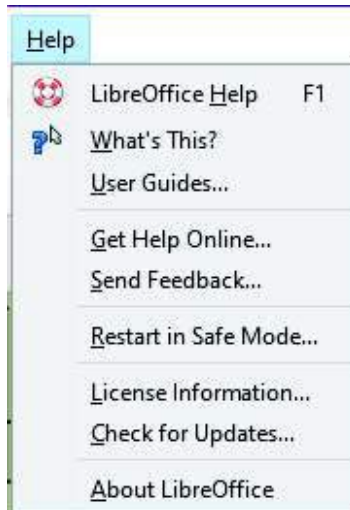 Help
LibreOffice Help F1
What's This?
User Guides...
Get Help Online...
Send Feedback...
Restart in Safe Mode...
License Information...
Check for Updates...
About LibreOffice